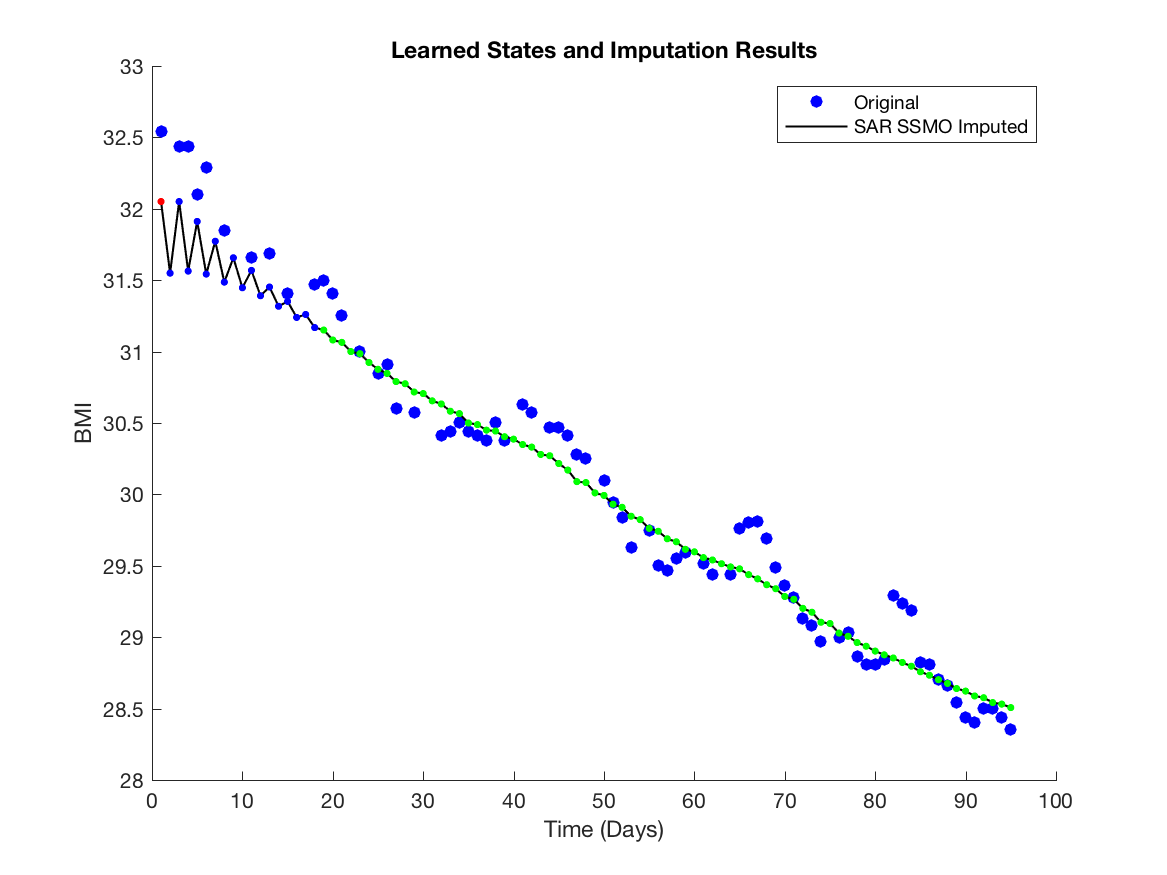 Learned States and Imputation Results
33
32.5
32
31.5
31
30.5
30
29.5
29
28.5
28
BMI
Original
SAR SSMO Imputed
0 10 20 30 40 50 60 70 80 90 100
Time (Days)